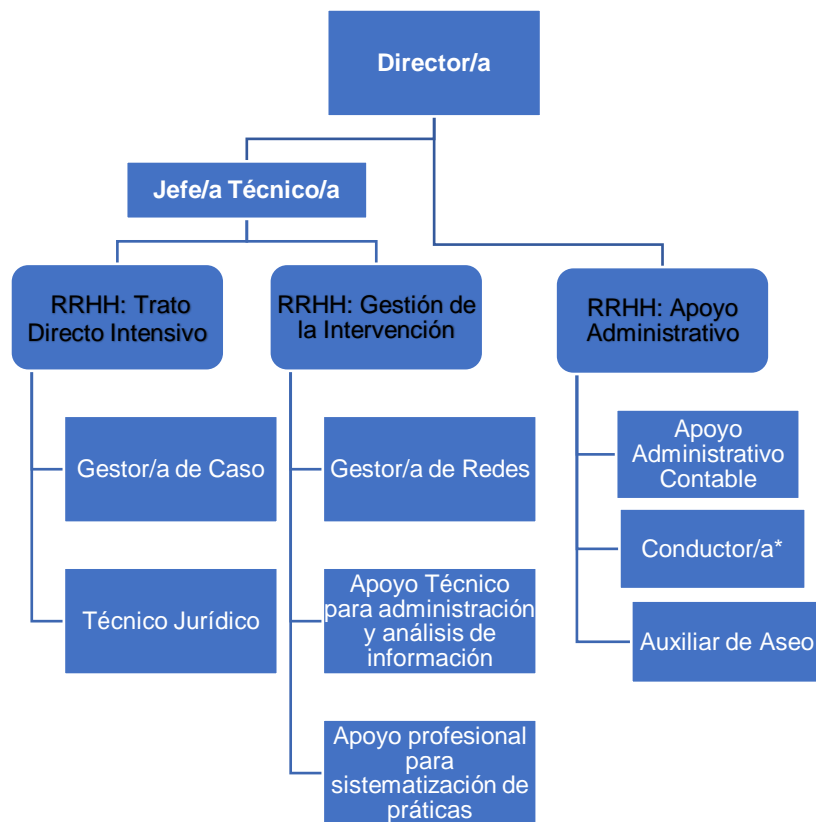 Director/a
Jefe/a Técnico/a
RRHH: Trato
Directo Intensivo
RRHH: Gestión de
la Intervención
RRHH: Apoyo
Administrativo
Gestor/a de Caso
Técnico Jurídico
Gestor/a de Redes
Apoyo Técnico
para administración
y análisis de
información
Apoyo profesional
para
sistematización de
práticas
Apoyo
Administrativo
Contable
Conductor/a*
Auxiliar de Aseo